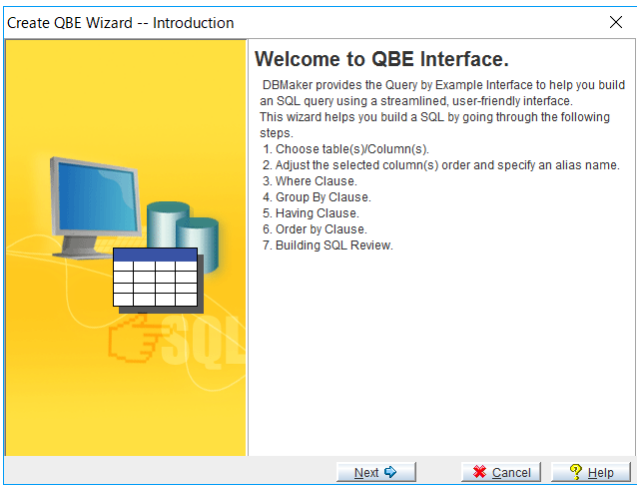 Create QBE Wizard -- Introduction
Welcome to QBE Interface.
DBMaker provides the Query by Example Interface to help you build
an SQL query using a streamlined, user-friendly interface.
This wizard helps you build a SQL by going through the following
steps.
1. Choose table(s)/Column(s).
2. Adjust the selected column(s) order and specify an alias name.
3. Where Clause.
4. Group By Clause.
5. Having Clause.
6. Order by Clause.
7. Building SQL Review.
SQL
Next
Cancel
Help